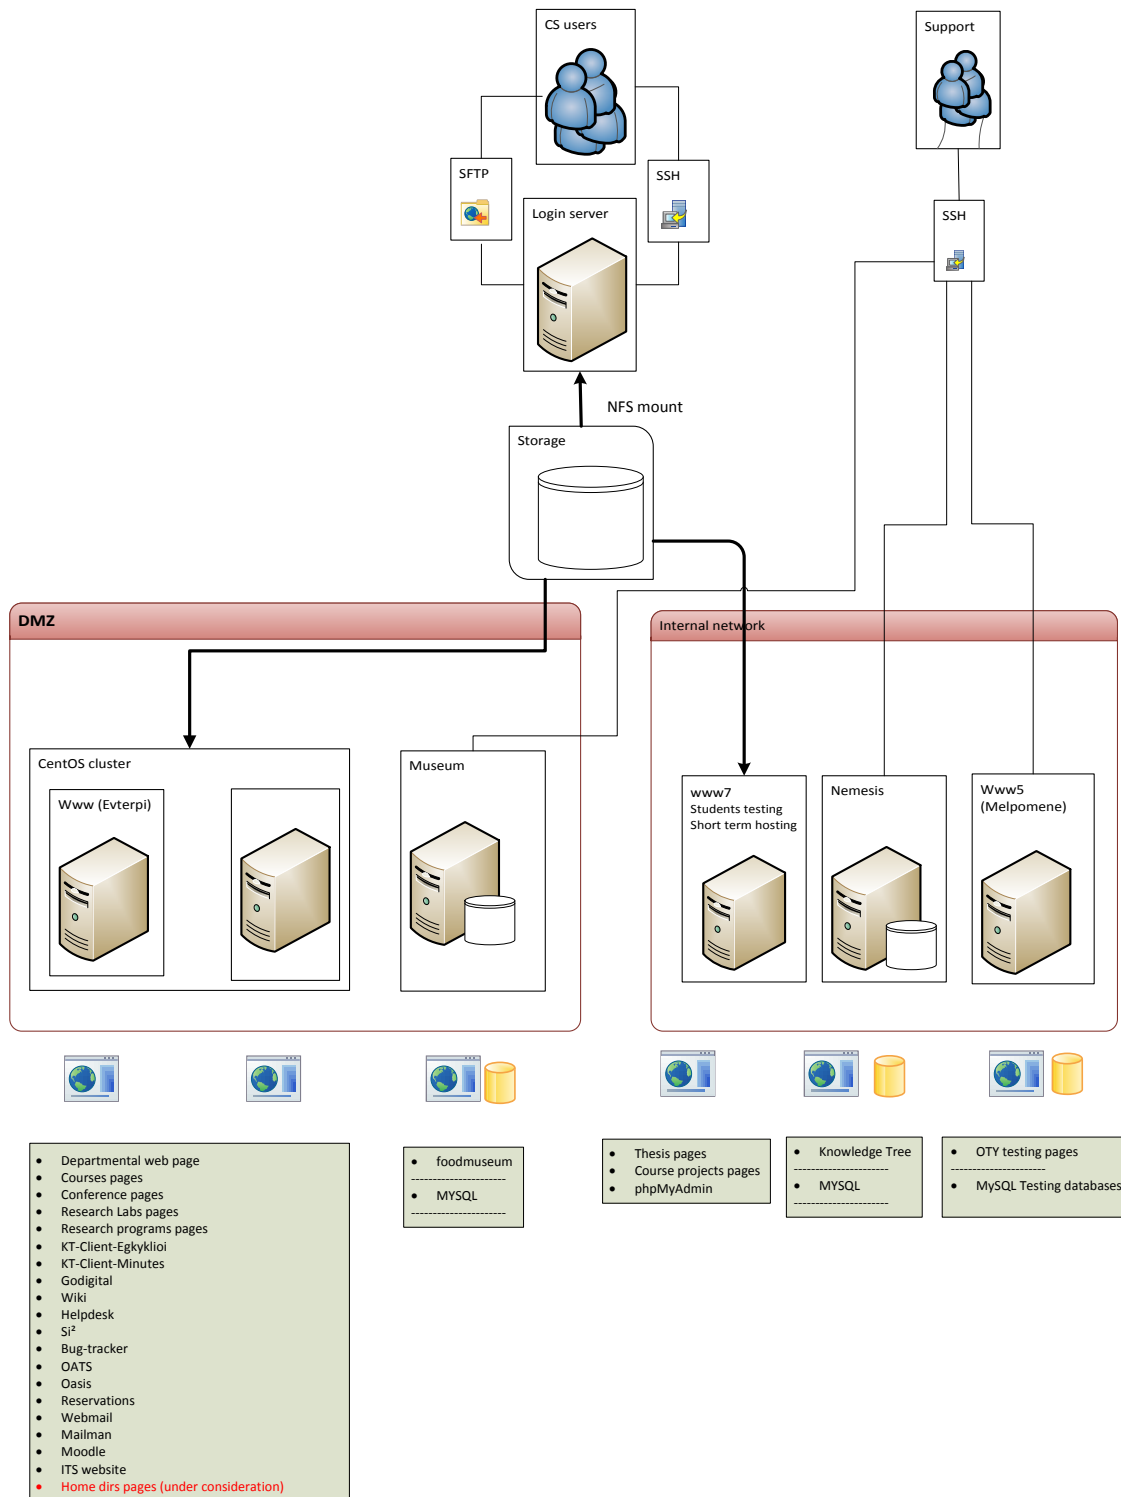 CS users
Support
SFTP
SSH
Login server
SSH
NFS mount
Storage
DMZ
Internal network
CentOS cluster
Www (Evterpi)
Museum
www7
Students testing
Short term hosting
Nemesis
Www5
(Melpomene)
• Departmental web page
• Courses pages
• Conference pages
• Research Labs pages
• Research programs pages
• KT-Client-Egkyklioi
• KT-Client-Minutes
• Godigital
• Wiki
• Helpdesk
• Si²
• Bug-tracker
• OATS
• Oasis
• Reservations
• Webmail
• Mailman
• Moodle
• ITS website
• Home dirs pages (under consideration)
• foodmuseum
----------------------
• MYSQL
----------------------
• Thesis pages
• Course projects pages
• phpMyAdmin
• Knowledge Tree
----------------------
• MYSQL
----------------------
• OTY testing pages
----------------------
• MySQL Testing databases